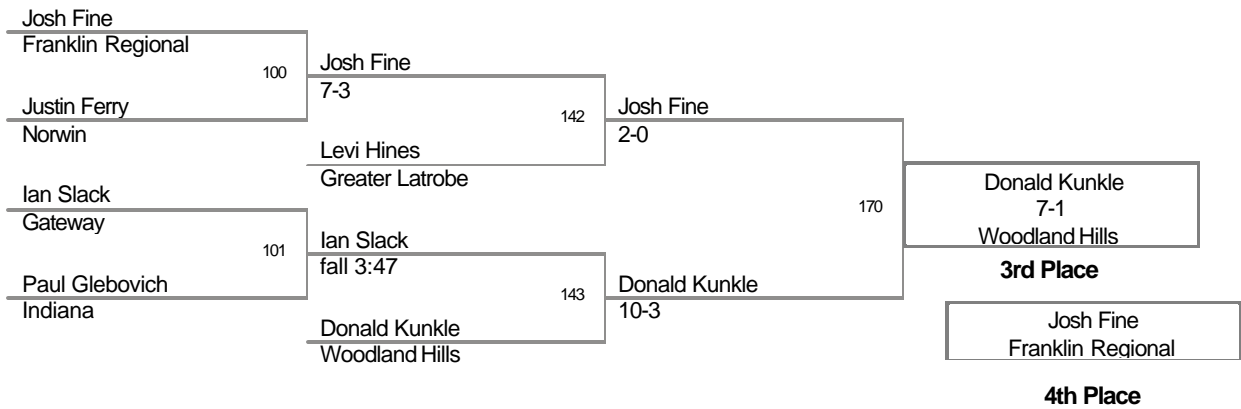 Josh Fine
Franklin Regional
100
Justin Ferry
Norwin
Ian Slack
Gateway
101
Paul Glebovich
Indiana
Josh Fine
7-3
142
Levi Hines
Greater Latrobe
Ian Slack
fall 3:47
143
Donald Kunkle
Woodland Hills
Josh Fine
2-0
170
Donald Kunkle
10-3
Donald Kunkle
7-1
Woodland Hills
3rd Place
Josh Fine
Franklin Regional
4th Place